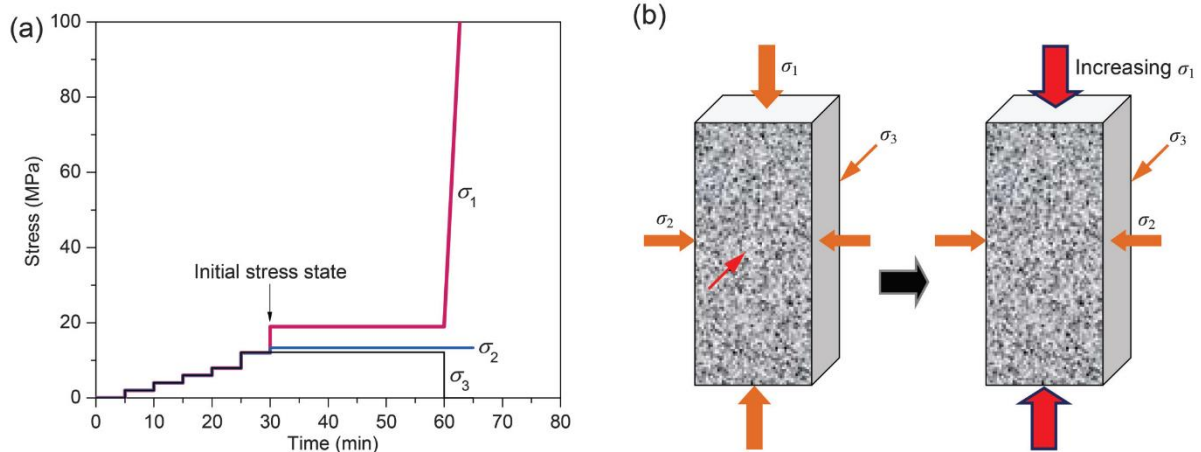 (a)
100
80
60
40
20
0
Stress (MPa)
Initial stress state
σ1
σ2
σ3
0 10 20 30 40 50 60 70 80
Time (min)
(b)
σ1
σ3
σ2
Increasing σ1
σ3
σ2